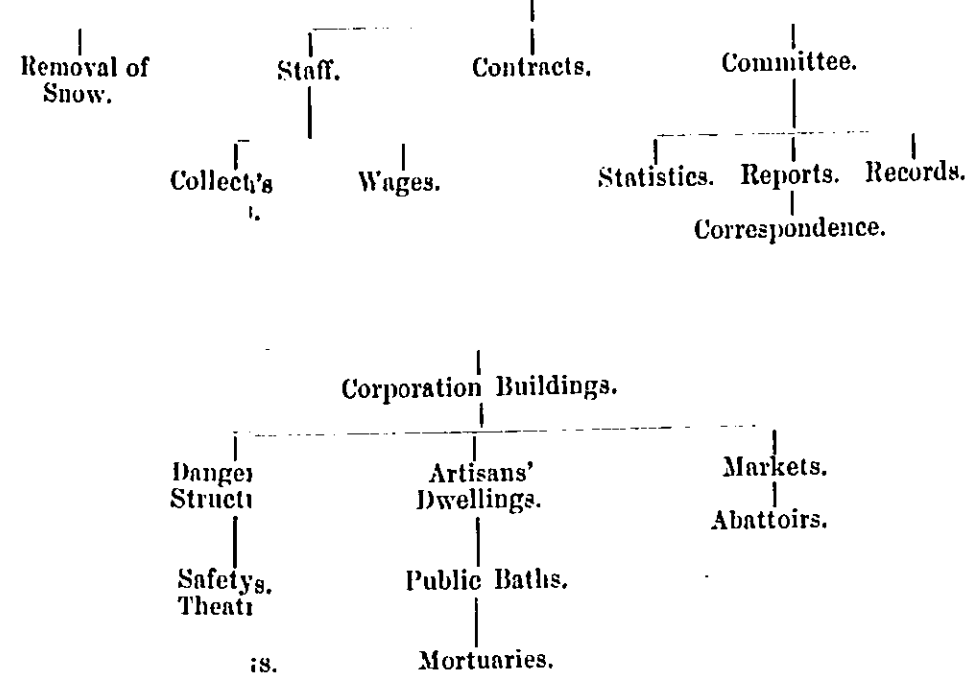 Removal of
Snow.
Staff.
Contracts.
Committee.
Wages.
Statistics. Reports. Records.
Correspondence.
Corporation Buildings.
Artisans'
Dwellings.
Markets.
Abattoirs.
Public Baths.
Mortuaries.